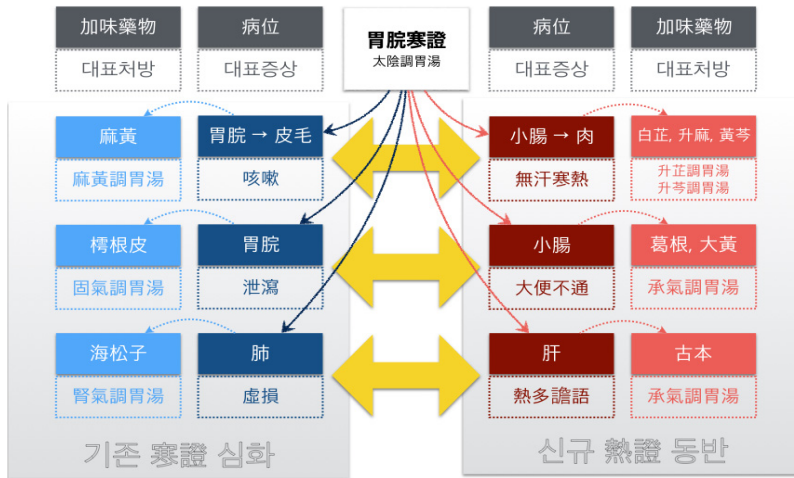 加味藥物
病位
胃脘寒證
太陰調胃湯
病位
加味藥物
대표처방
대표증상
대표증상
대표처방
麻黃
胃脘 → 皮毛
小腸 → 肉
白芷, 升麻, 黃芩
麻黃調胃湯
咳嗽
無汗寒熱
升芷調胃湯
升芩調胃湯
樗根皮
胃脘
小腸
葛根, 大黃
固氣調胃湯
泄瀉
大便不通
承氣調胃湯
海松子
肺
肝
古本
腎氣調胃湯
虛損
熱多譫語
承氣調胃湯
기존 寒證 심화
신규 熱證 동반